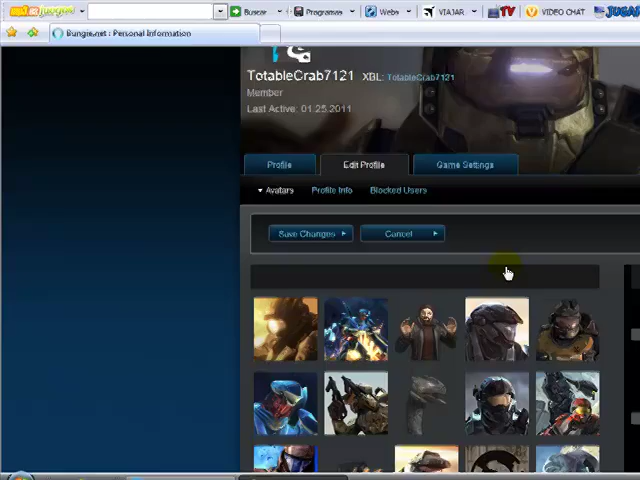 Buscar
Programas
Webs
VIAJAR
TV
VIDEO CHAT
Bungie.net : Personal Information
TotableCrab7121 XBL: TotableCrab7121
Member
Last Active: 01.25.2011
Profile
Edit Profile
Game Settings
Avatars
Profile Info
Blocked Users
Save Changes
Cancel